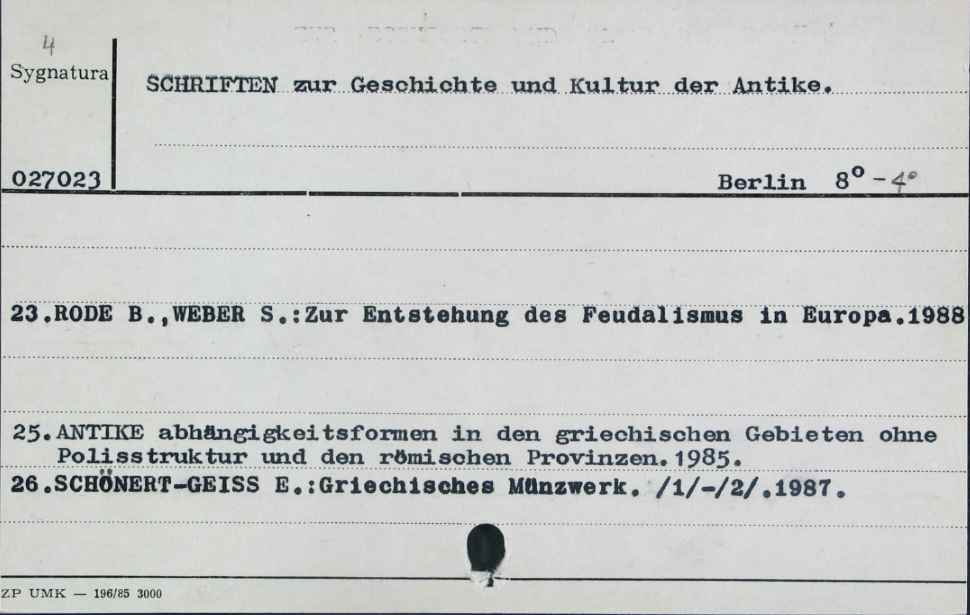 4
Sygnatura
SCHRIFTEN zur Geschichte und Kultur der Antike.
027023
Berlin 8° - 4°
23.RODE B.,WEBER S.:Zur Entstehung des Feudalismus in Europa.1988
25.ANTIKE abhängigkeitsformen in den griechischen Gebieten ohne
Polisstruktur und den römischen Provinzen.1985.
26.SCHÖNERT-GEISS E.:Griechisches Münzwerk. /1/-/2/.1987.
ZP UMK — 196/85 3000